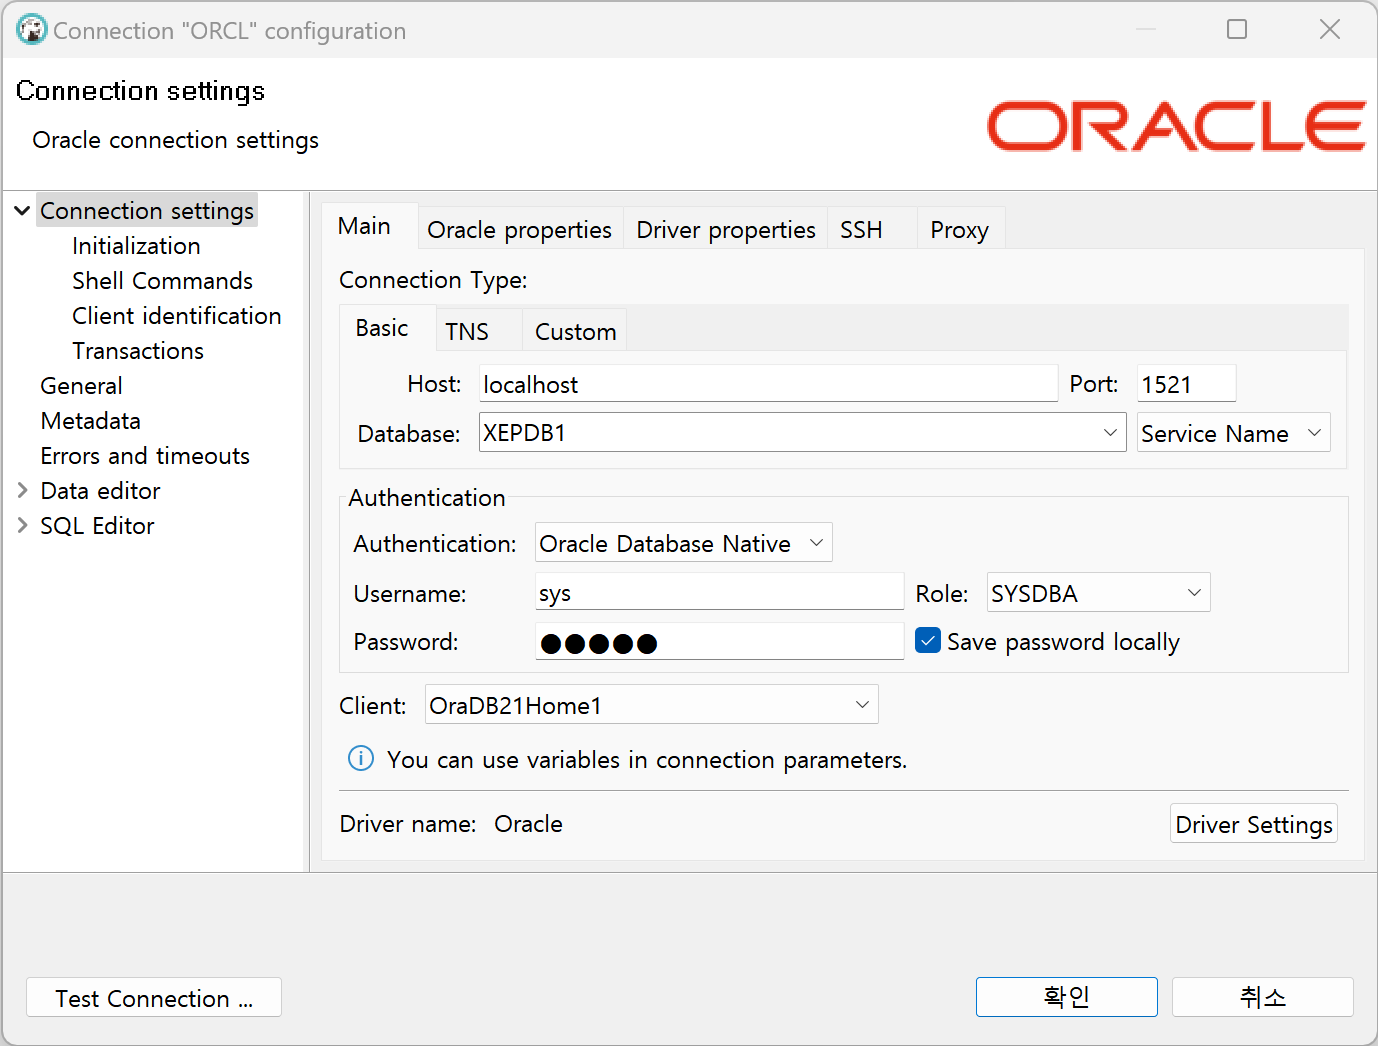 Connection "ORCL" configuration
Connection settings
Oracle connection settings
ORACLE
Connection settings
Initialization
Shell Commands
Client identification
Transactions
General
Metadata
Errors and timeouts
Data editor
SQL Editor
Main Oracle properties Driver properties SSH Proxy
Connection Type:
Basic TNS Custom
Host: localhost Port: 1521
Database: XEPDB1 Service Name
Authentication
Authentication: Oracle Database Native
Username: sys Role: SYSDBA
Password: ●●●●● Save password locally
Client: OraDB21Home1
You can use variables in connection parameters.
Driver name: Oracle Driver Settings
Test Connection ... 확인 취소